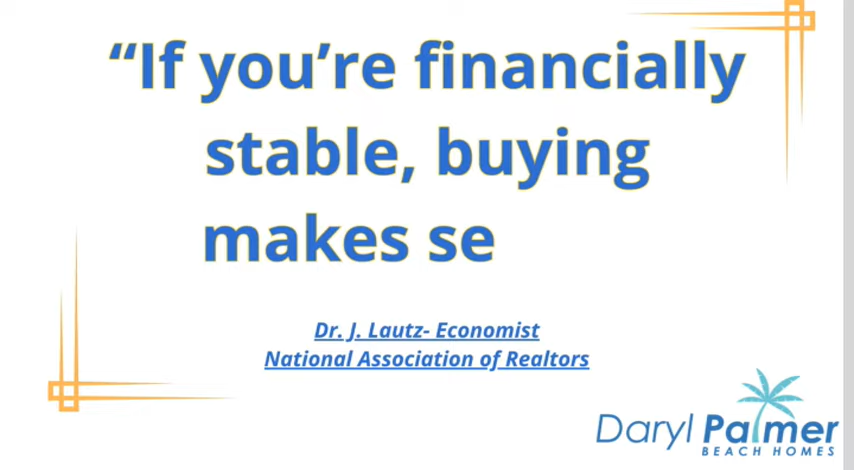 “If you’re financially
stable, buying
makes se
Dr. J. Lautz- Economist
National Association of Realtors
Daryl Palmer
BEACH HOMES